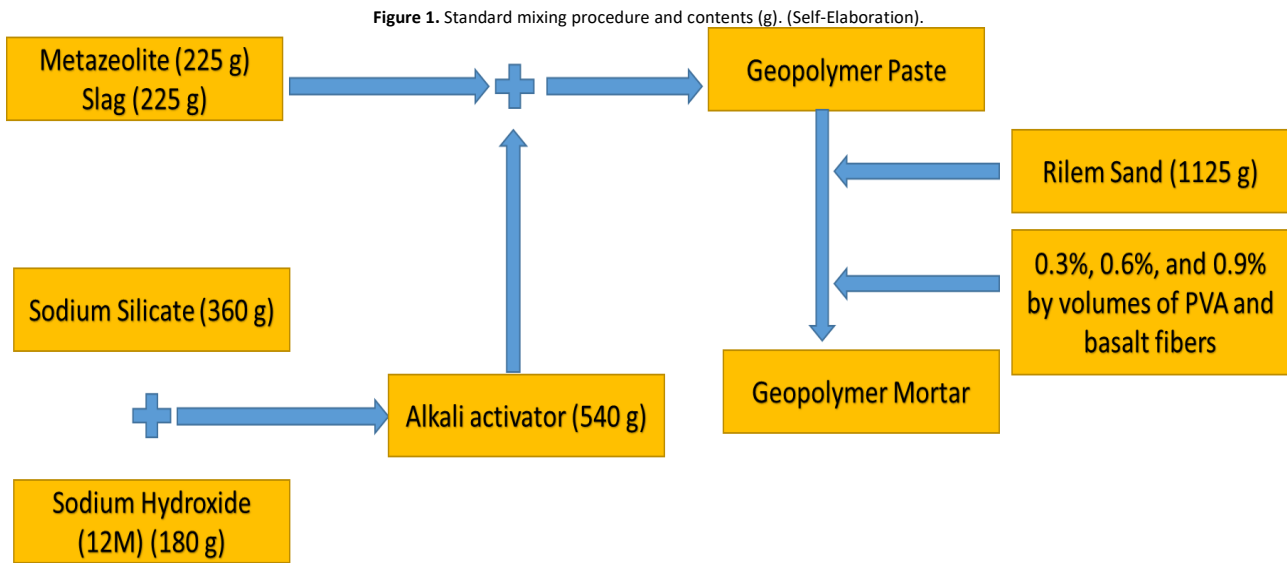 Figure 1. Standard mixing procedure and contents (g). (Self-Elaboration).
Metazeolite (225 g)
Slag (225 g)
Geopolymer Paste
Rilem Sand (1125 g)
Sodium Silicate (360 g)
0.3%, 0.6%, and 0.9%
by volumes of PVA and
basalt fibers
Alkali activator (540 g)
Geopolymer Mortar
Sodium Hydroxide
(12M) (180 g)